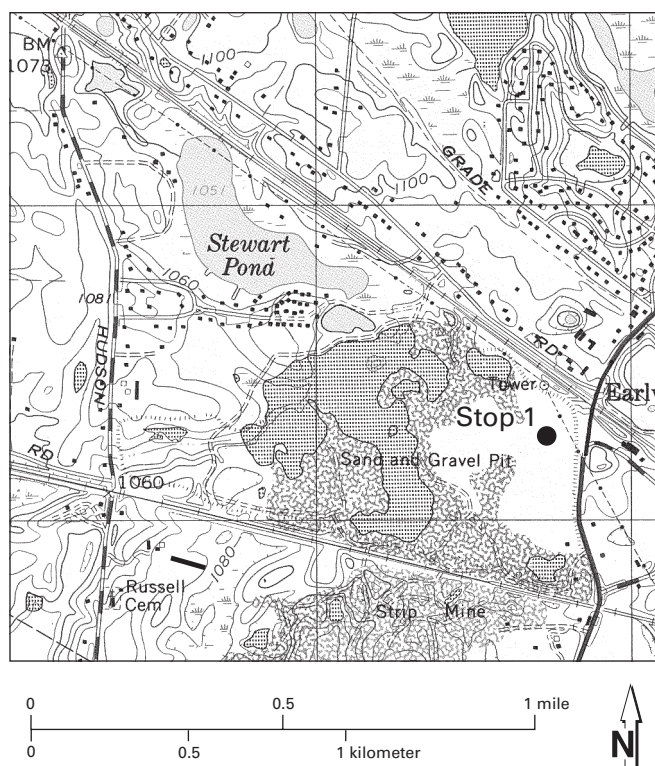 BM
1073
1100
GRADE
1100
1051
Stewart
Pond
1060
1081
HUDSON
RD
Tower
Early
Stop 1
Sand and Gravel Pit
RD
1060
1080
Russell
Cem
Strip Mine
0 0.5 1 mile
0 0.5 1 kilometer
N